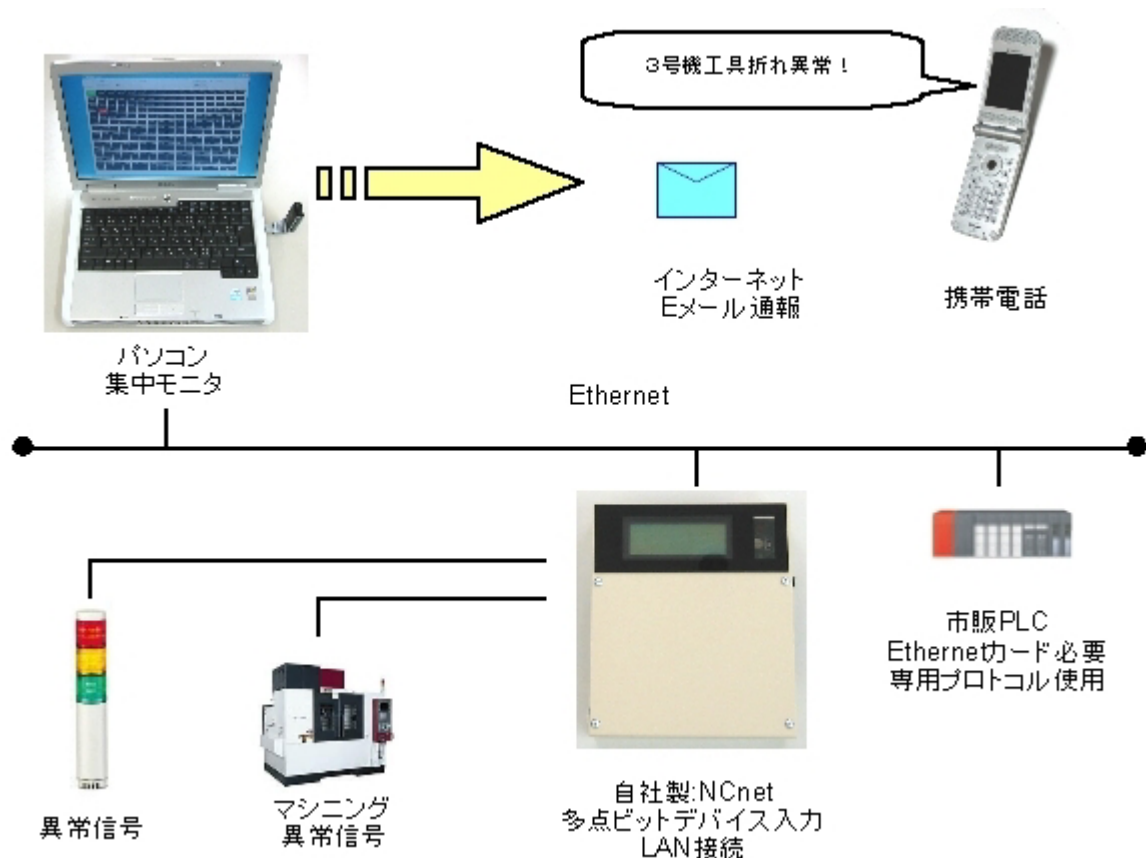 3号機工具折れ異常！
インターネット
Eメール通報
携帯電話
パソコン
集中モニタ
Ethernet
市販PLC
Ethernetカード必要
専用プロトコル使用
異常信号
マシニング
異常信号
自社製:NCnet
多点ビットデバイス入力
LAN接続